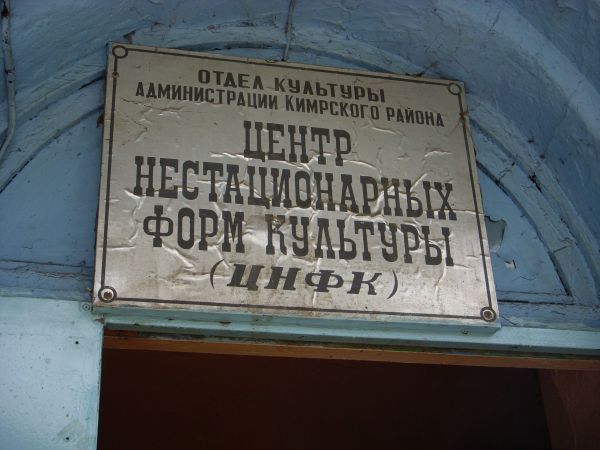 ОТДЕЛ КУЛЬТУРЫ
АДМИНИСТРАЦИИ КИМРСКОГО РАЙОНА
ЦЕНТР
НЕСТАЦИОНАРНЫХ
ФОРМ КУЛЬТУРЫ
(ЦНФК)